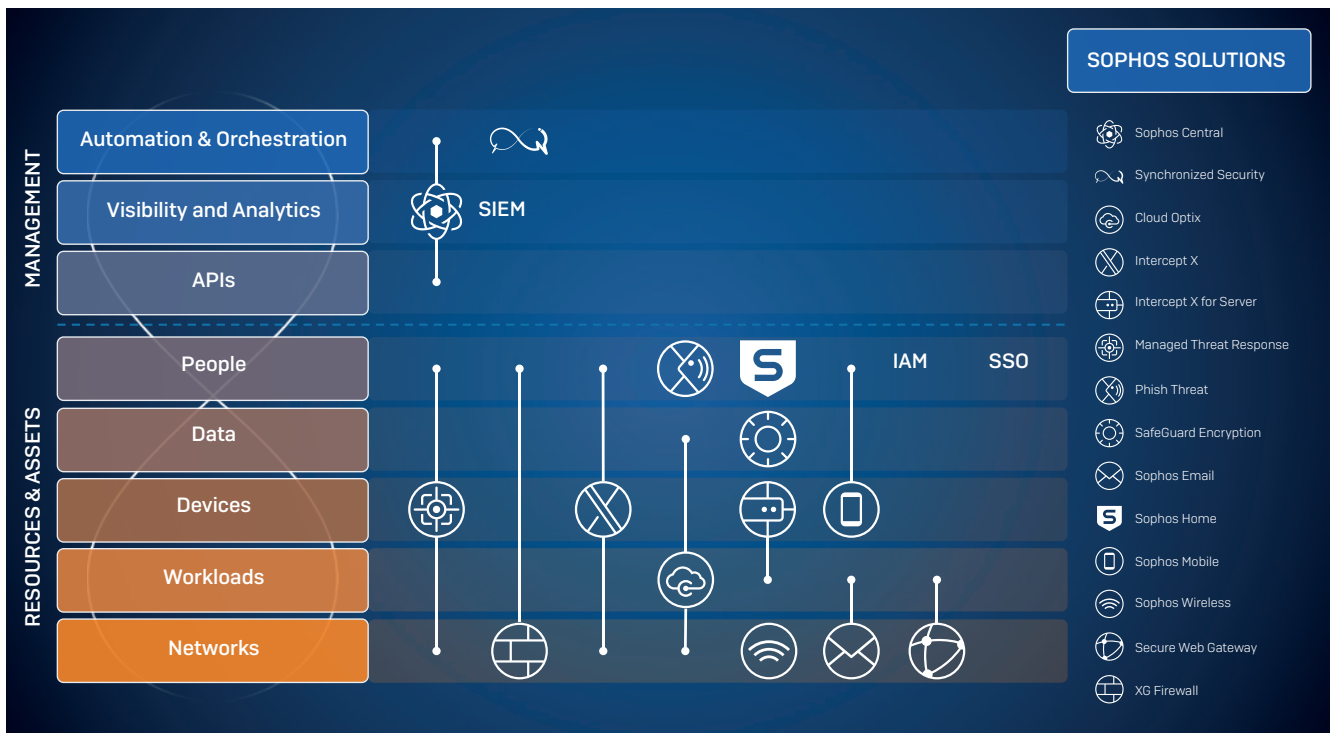 SOPHOS SOLUTIONS
MANAGEMENT
Automation & Orchestration
Visibility and Analytics
SIEM
APIs
RESOURCES & ASSETS
People
S
IAM
SSO
Data
Devices
Workloads
Networks
Sophos Central
Synchronized Security
Cloud Optix
Intercept X
Intercept X for Server
Managed Threat Response
Phish Threat
SafeGuard Encryption
Sophos Email
S
Sophos Home
Sophos Mobile
Sophos Wireless
Secure Web Gateway
XG Firewall